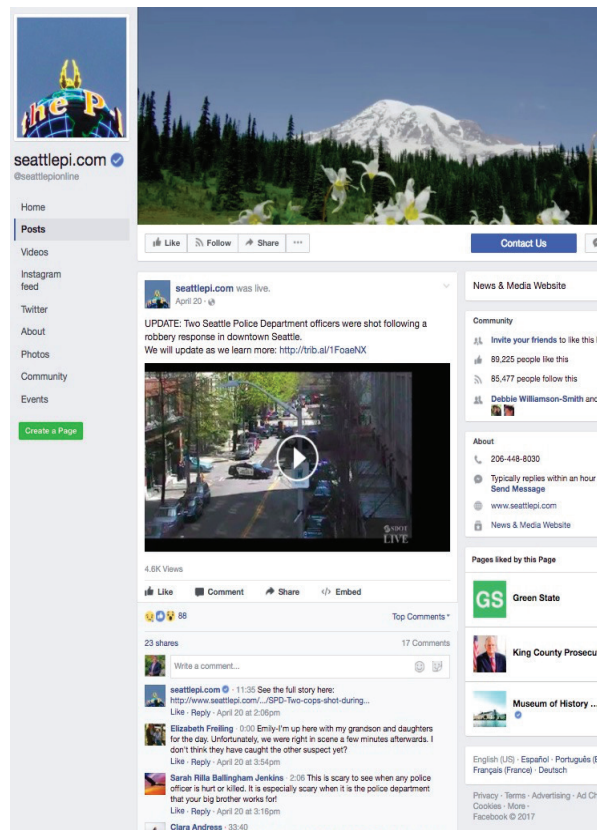 the P
seattlepi.com
@seattlepionline
Home
Posts
Videos
Instagram
feed
Twitter
About
Photos
Community
Events
Create a Page
Like
Follow
Share
Contact Us
seattlepi.com was live.
April 20 ·
UPDATE: Two Seattle Police Department officers were shot following a
robbery response in downtown Seattle.
We will update as we learn more: http://trib.al/1FoaeNX
SDOT
LIVE
4.6K Views
Like Comment Share </> Embed
88 Top Comments
23 shares 17 Comments
Write a comment...
seattlepi.com · 11:35 See the full story here:
http://www.seattlepi.com/.../SPD-Two-cops-shot-during...
Like · Reply · April 20 at 2:06pm
Elizabeth Freiling · 0:00 Emily-I'm up here with my grandson and daughters
for the day. Unfortunately, we were right in scene a few minutes afterwards. I
don't think they have caught the other suspect yet?
Like · Reply · April 20 at 3:54pm
Sarah Rilla Ballingham Jenkins · 2:06 This is scary to see when any police
officer is hurt or killed. It is especially scary when it is the police department
that your big brother works for!
Like · Reply · April 20 at 3:16pm
Clara Andress · 33:40
News & Media Website
Community
Invite your friends to like this
89,225 people like this
85,477 people follow this
Debbie Williamson-Smith and
About
206-448-8030
Typically replies within an hour
Send Message
www.seattlepi.com
News & Media Website
Pages liked by this Page
GS
Green State
King County Prosecu
Museum of History ...
English (US) · Español · Português (
Français (France) · Deutsch
Privacy · Terms · Advertising · Ad Ch
Cookies · More ·
Facebook © 2017